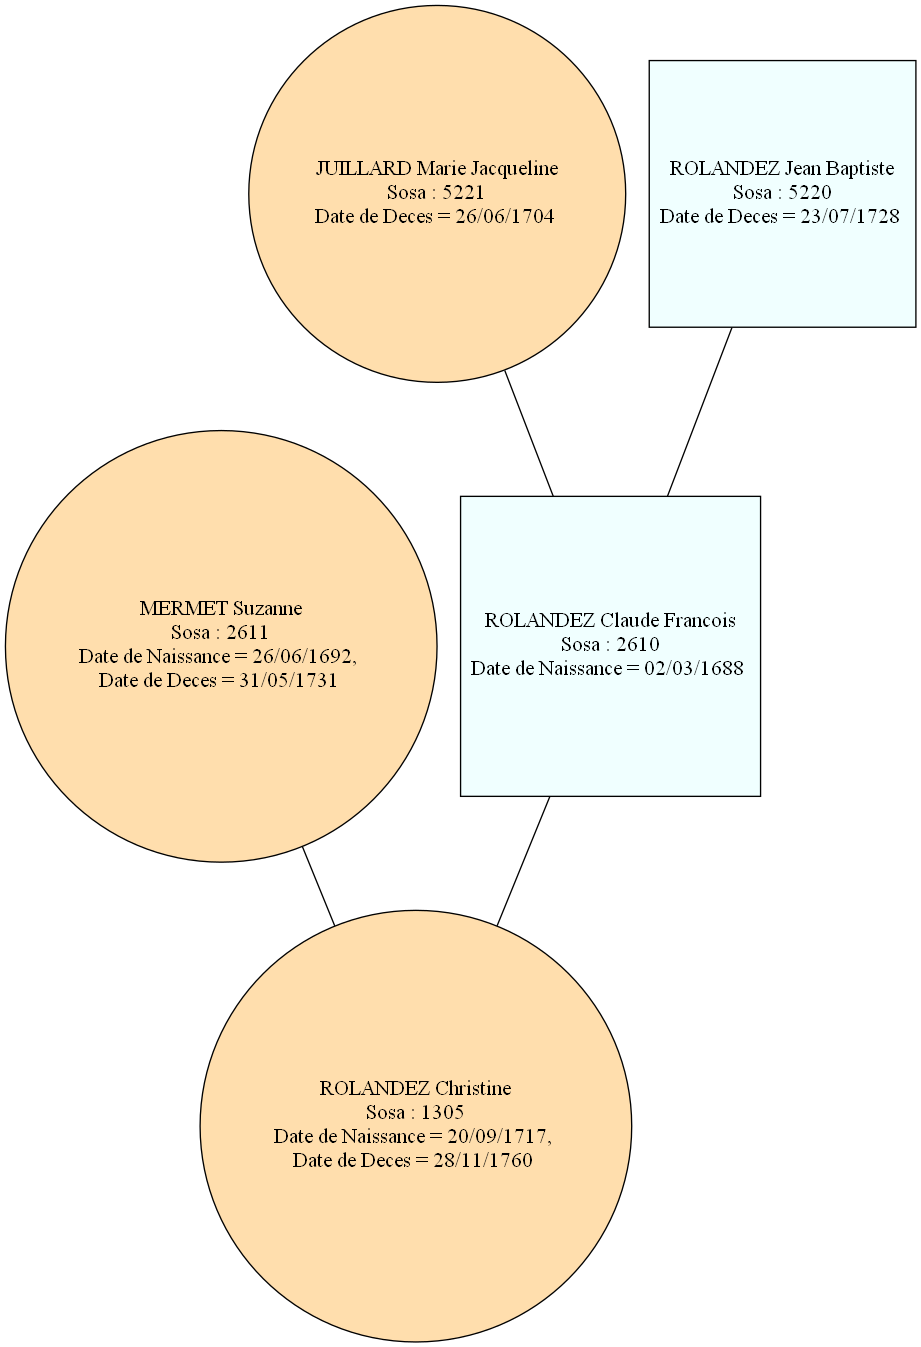 JUILLARD Marie Jacqueline
Sosa : 5221
Date de Deces = 26/06/1704
ROLANDEZ Jean Baptiste
Sosa : 5220
Date de Deces = 23/07/1728
MERMET Suzanne
Sosa : 2611
Date de Naissance = 26/06/1692,
Date de Deces = 31/05/1731
ROLANDEZ Claude Francois
Sosa : 2610
Date de Naissance = 02/03/1688
ROLANDEZ Christine
Sosa : 1305
Date de Naissance = 20/09/1717,
Date de Deces = 28/11/1760